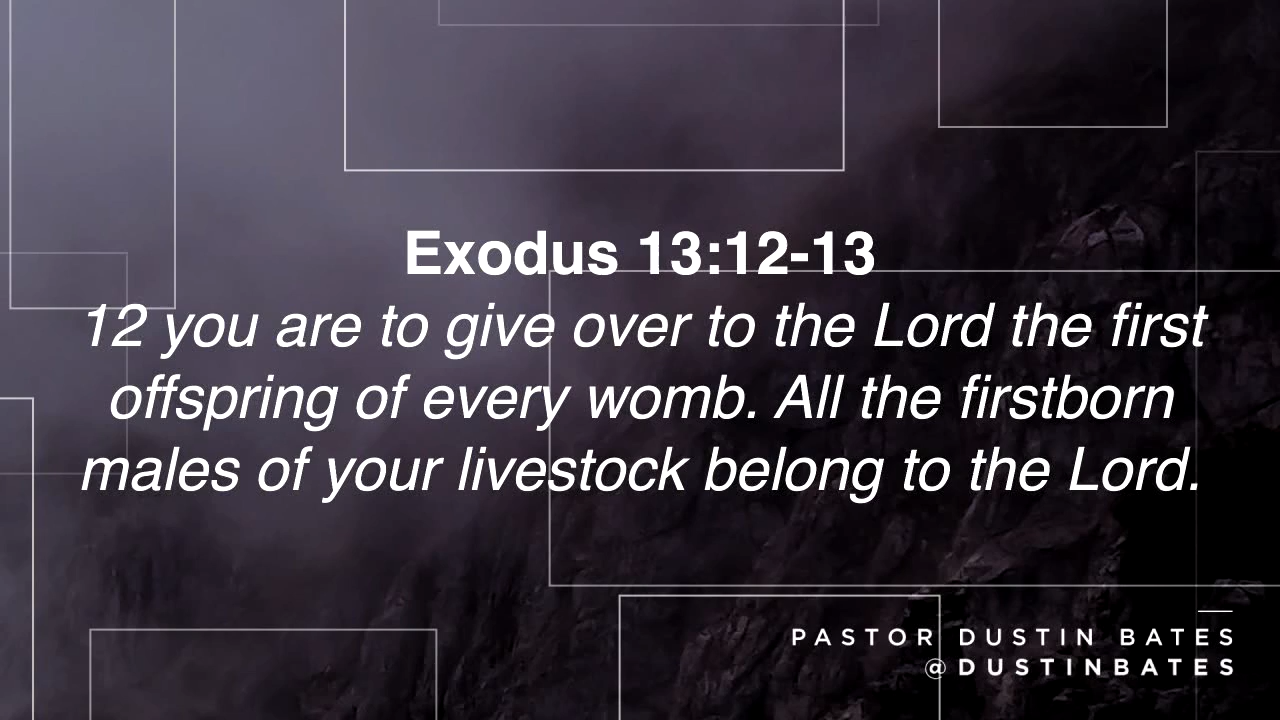 Exodus 13:12-13
12 you are to give over to the Lord the first
offspring of every womb. All the firstborn
males of your livestock belong to the Lord.
PASTOR DUSTIN BATES
@DUSTINBATES